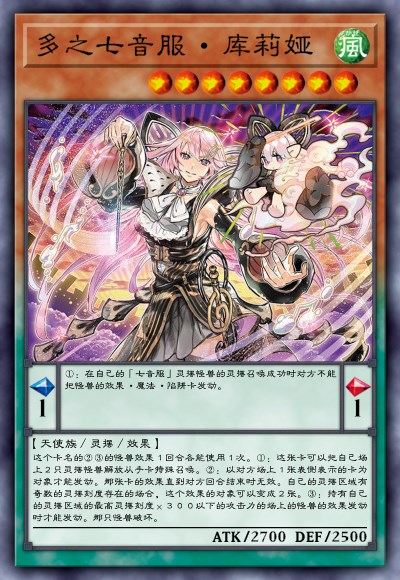 多之七音服・库莉娅
風
①：在自己的「七音服」灵摆怪兽的灵摆召唤成功时对方不能
把怪兽的效果・魔法・陷阱卡发动。
1
1
【天使族／灵摆／效果】
这个卡名的②③的怪兽效果1回合各能使用1次。①：这张卡可以把自己场
上2只灵摆怪兽解放从手卡特殊召唤。②：以对方场上1张表侧表示的卡为
对象才能发动。那张卡的效果直到对方回合结束时无效。自己的灵摆区域有
奇数的灵摆刻度存在的场合，这个效果的对象可以变成2张。③：持有自己
的灵摆区域的最高灵摆刻度×300以下的攻击力的场上的怪兽的效果发动
时才能发动。那只怪兽破坏。
ATK/2700 DEF/2500